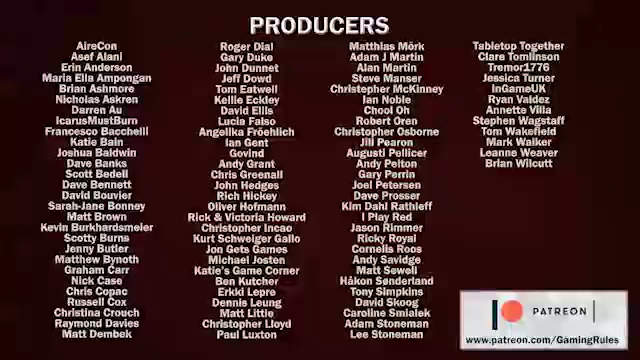 PRODUCERS
AireCon
Asef Alani
Erin Anderson
Maria Ella Ampongan
Brian Ashmore
Nicholas Askren
Darren Au
IcarusMustBurn
Francesco Bacchelli
Katie Bain
Joshua Baldwin
Dave Banks
Scott Bedell
Dave Bennett
David Bouvier
Sarah-Jane Bonney
Matt Brown
Kevin Burkhardsmeier
Scotty Burns
Jenny Butler
Matthew Bynoth
Graham Carr
Nick Case
Chris Copac
Russell Cox
Christina Crouch
Raymond Davies
Matt Dembek
Roger Dial
Gary Duke
John Dunnet
Jeff Dowd
Tom Eatwell
Kellie Eckley
David Ells
Lucia Falso
Angelika Fröehlich
Ian Gent
Govind
Andy Grant
Chris Greenall
John Hedges
Rich Hickey
Oliver Hofmann
Rick & Victoria Howard
Christopher Incao
Kurt Schweiger Gallo
Jon Gets Games
Michael Josten
Katie's Game Corner
Ben Kutcher
Erkki Lepre
Dennis Leung
Matt Little
Christopher Lloyd
Paul Luxton
Matthias Mörk
Adam J Martin
Alan Martin
Steve Manser
Christepher McKinney
Ian Noble
Chool Oh
Robert Oren
Christopher Osborne
Jill Pearon
Augusti Pellicer
Andy Pelton
Gary Perrin
Joel Petersen
Dave Prosser
Kim Dahl Rathleff
I Play Red
Jason Rimmer
Ricky Royal
Cornelis Roos
Andy Savidge
Matt Sewell
Håkon Sønderland
Tony Simpkins
David Skoog
Caroline Smialek
Adam Stoneman
Lee Stoneman
Tabletop Together
Clare Tomlinson
Tremor1776
Jessica Turner
InGameUK
Ryan Valdez
Annette Villa
Stephen Wagstaff
Tom Wakefield
Mark Walker
Leanne Weaver
Brian Wilcutt
PATREON
www.patreon.com/GamingRules